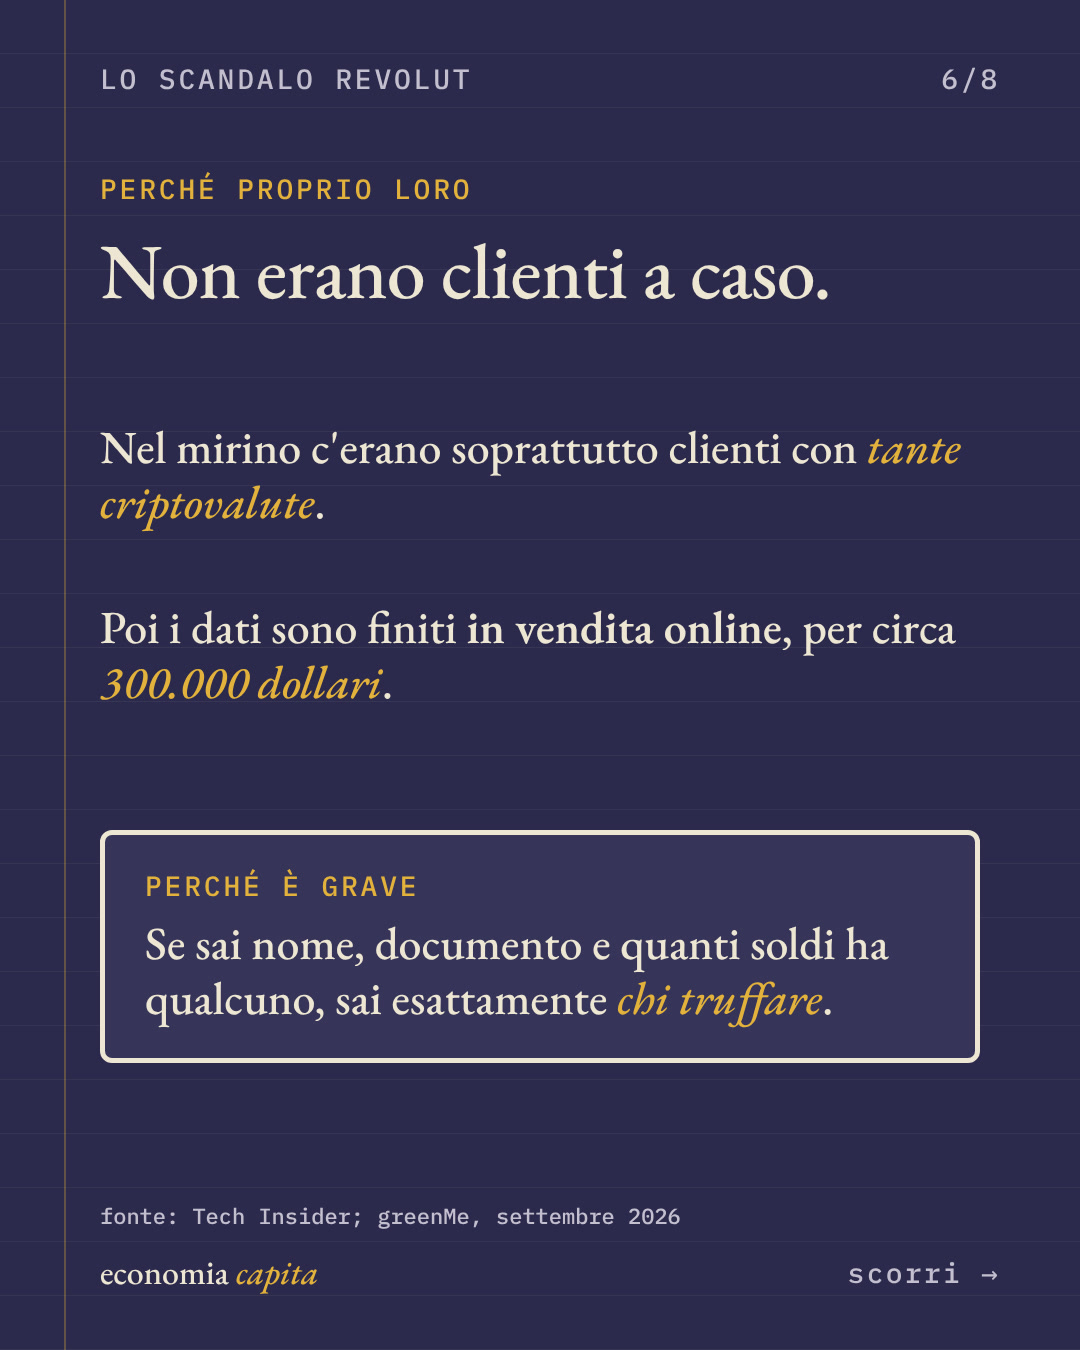 LO SCANDALO REVOLUT 6/8
PERCHÉ PROPRIO LORO
Non erano clienti a caso.
Nel mirino c'erano soprattutto clienti con tante
criptovalute.
Poi i dati sono finiti in vendita online, per circa
300.000 dollari.
PERCHÉ È GRAVE
Se sai nome, documento e quanti soldi ha
qualcuno, sai esattamente chi truffare.
fonte: Tech Insider; greenMe, settembre 2026
economia capita scorri →